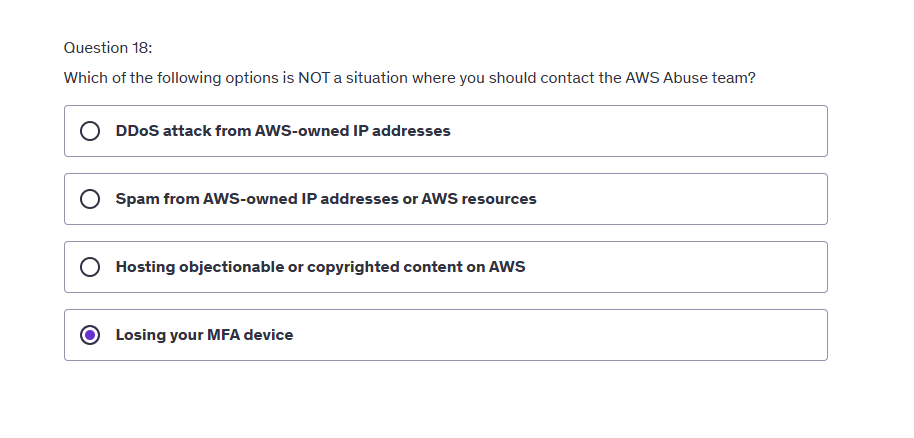 Question 18:
Which of the following options is NOT a situation where you should contact the AWS Abuse team?
DDoS attack from AWS-owned IP addresses
Spam from AWS-owned IP addresses or AWS resources
Hosting objectionable or copyrighted content on AWS
Losing your MFA device